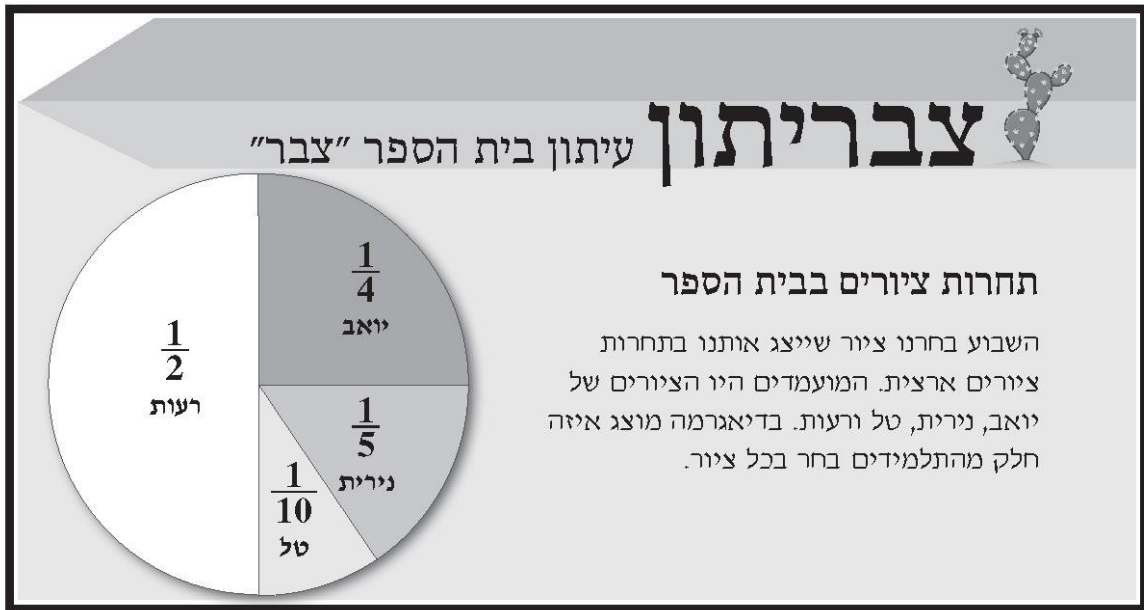 צבריתון
עיתון בית הספר "צבר"
תחרות ציורים בבית הספר
השבוע בחרנו ציור שייצג אותנו בתחרות
ציורים ארצית. המועמדים היו הציורים של
יואב, נירית, טל ורעות. בדיאגרמה מוצג איזה
חלק מהתלמידים בחר בכל ציור.
1/4
יואב
1/2
רעות
1/5
נירית
1/10
טל